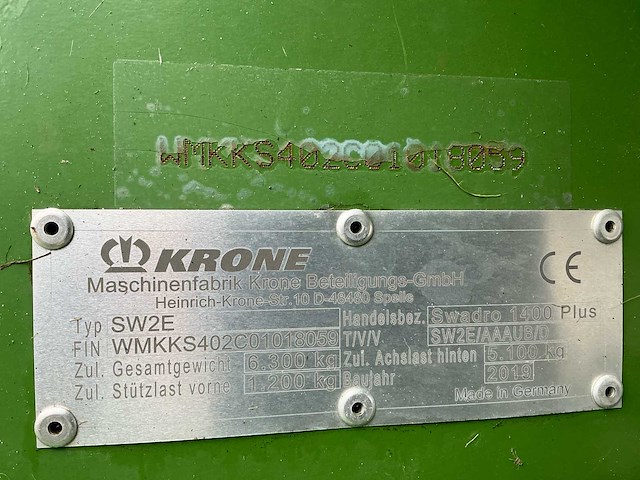 WMKKS402C01018059
KRONE
Maschinenfabrik Krone Beteiligungs-GmbH
Heinrich-Krone-Str. 10 D-48480 Spelle
CE
Typ SW2E
Handelsbez. Swadro 1400 Plus
FIN WMKKS402C01018059
T/V/V SW2E/AAAUB/D
Zul. Gesamtgewicht 6.300 kg
Zul. Achslast hinten 5.100 kg
Zul. Stützlast vorne 1.200 kg
Baujahr 2019
Made in Germany